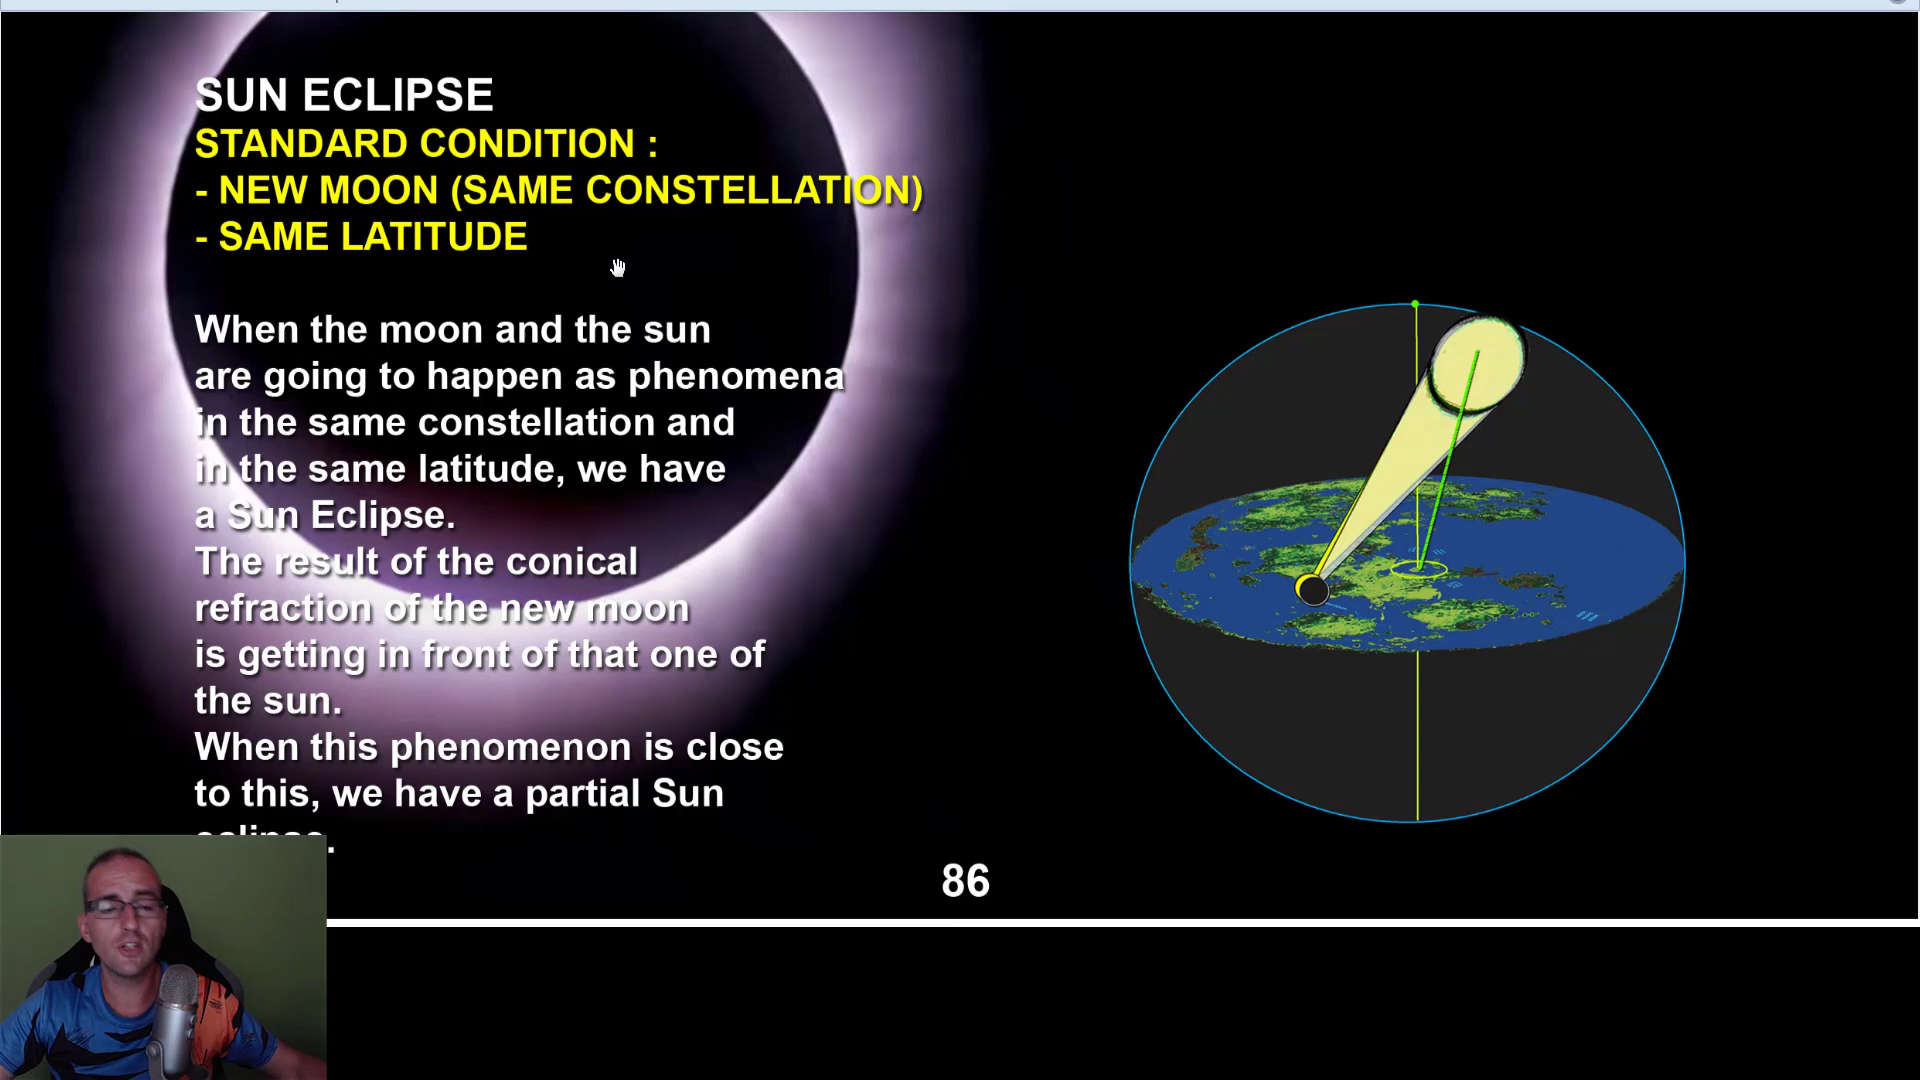 SUN ECLIPSE
STANDARD CONDITION :
- NEW MOON (SAME CONSTELLATION)
- SAME LATITUDE
When the moon and the sun
are going to happen as phenomena
in the same constellation and
in the same latitude, we have
a Sun Eclipse.
The result of the conical
refraction of the new moon
is getting in front of that one of
the sun.
When this phenomenon is close
to this, we have a partial Sun
eclipse.
86